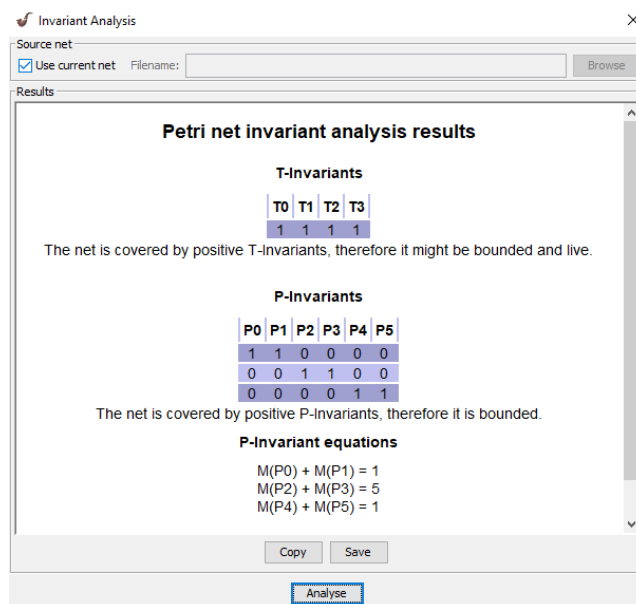 Invariant Analysis
Source net
Use current net Filename: Browse
Results
Petri net invariant analysis results
T-Invariants
T0 T1 T2 T3
1 1 1 1
The net is covered by positive T-Invariants, therefore it might be bounded and live.
P-Invariants
P0 P1 P2 P3 P4 P5
1 1 0 0 0 0
0 0 1 1 0 0
0 0 0 0 1 1
The net is covered by positive P-Invariants, therefore it is bounded.
P-Invariant equations
M(P0) + M(P1) = 1
M(P2) + M(P3) = 5
M(P4) + M(P5) = 1
Copy Save
Analyse